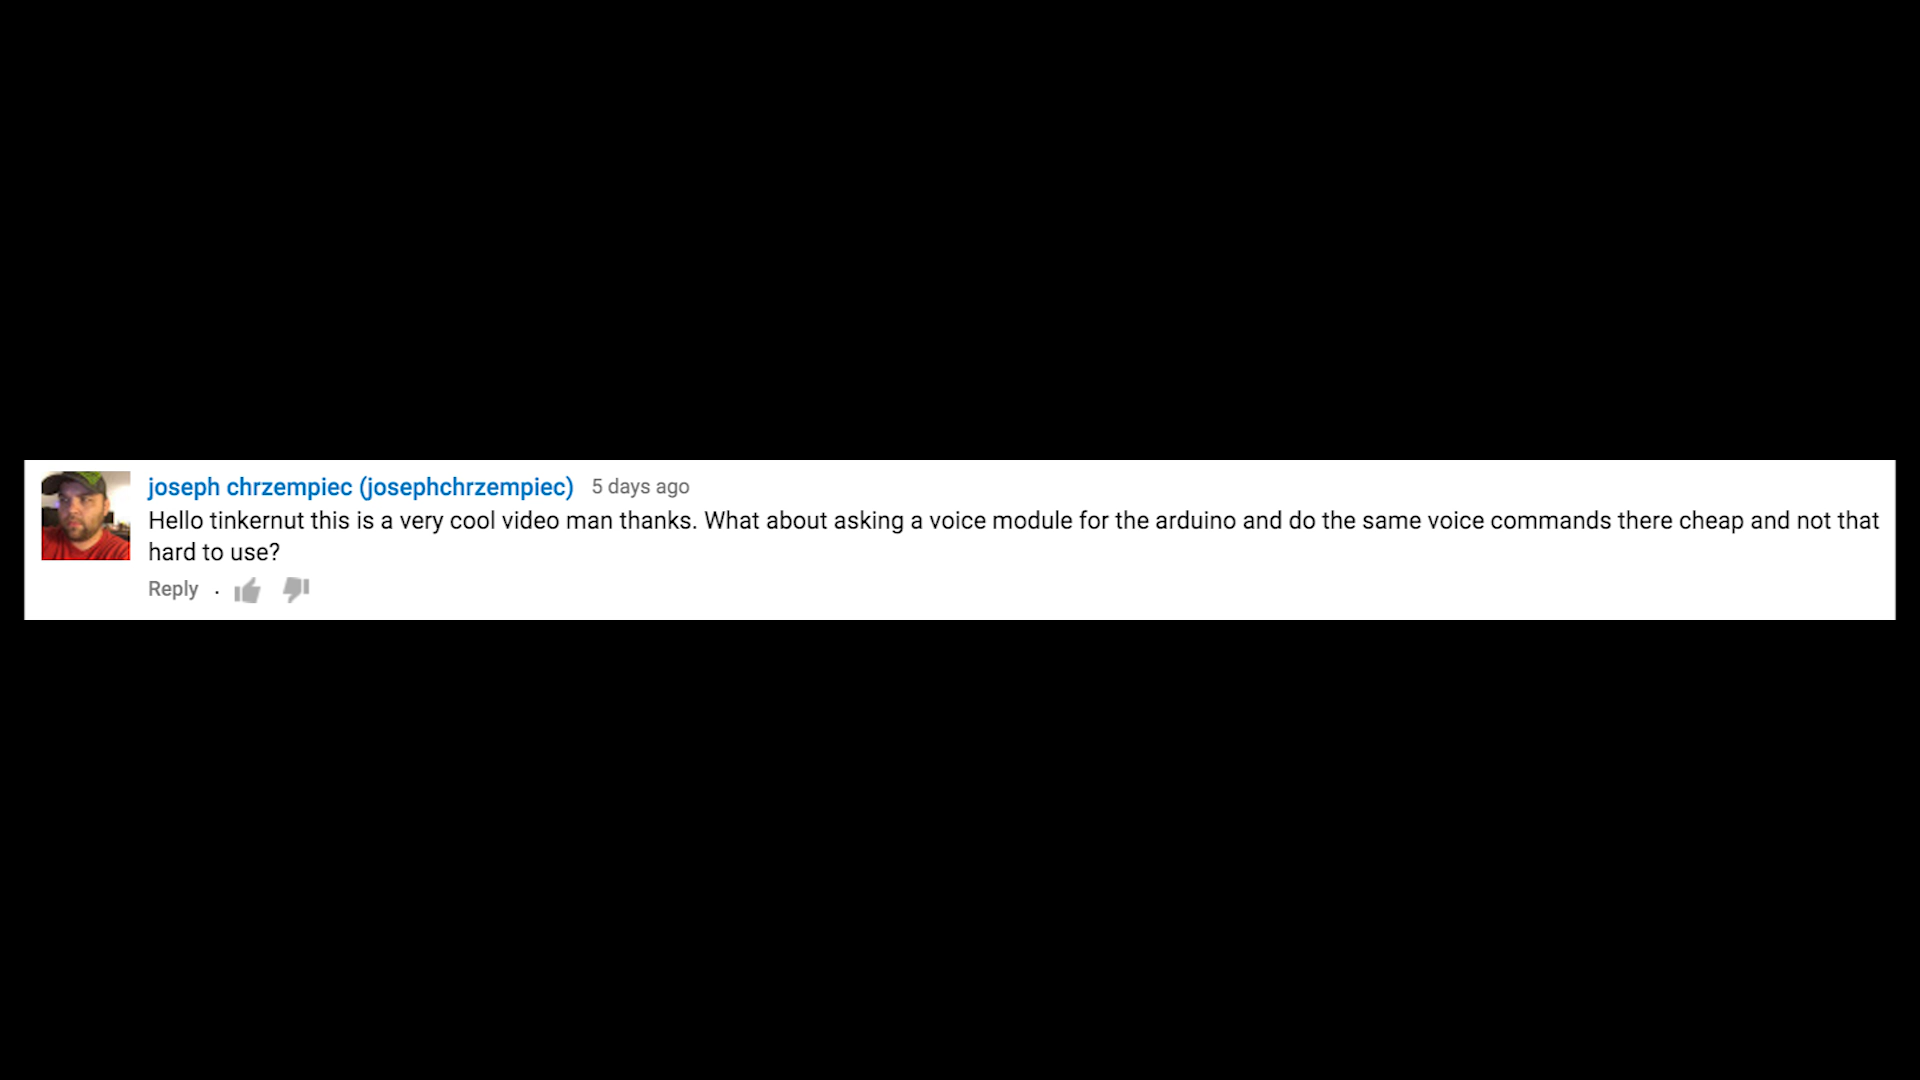 joseph chrzempiec (josephchrzempiec) 5 days ago
Hello tinkernut this is a very cool video man thanks. What about asking a voice module for the arduino and do the same voice commands there cheap and not that
hard to use?
Reply ·